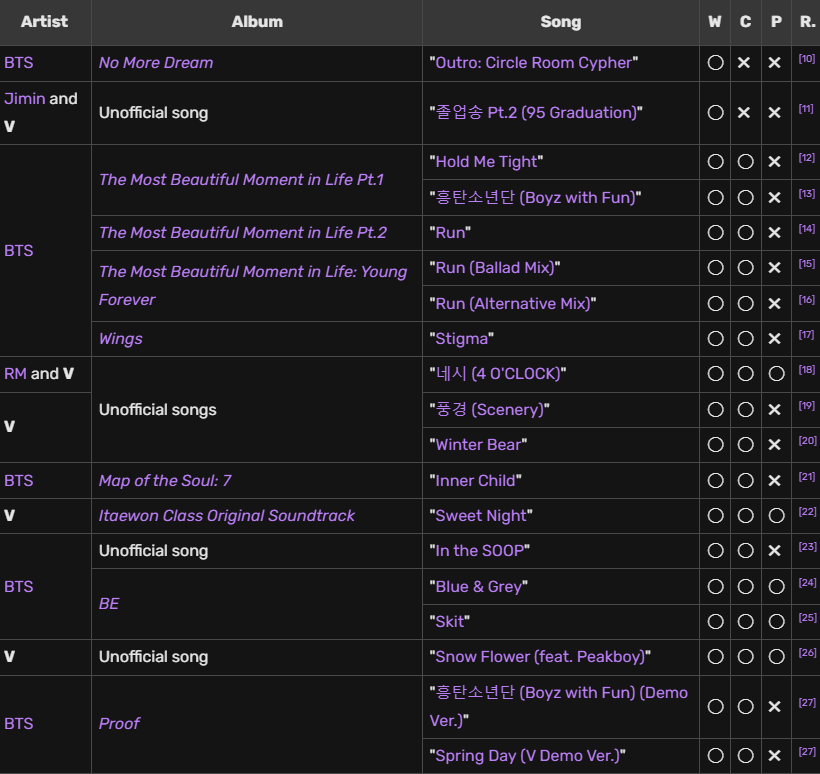 Artist Album Song W C P R.
BTS No More Dream "Outro: Circle Room Cypher" ○ × × [10]
Jimin and
V Unofficial song "졸업송 Pt.2 (95 Graduation)" ○ × × [11]
BTS The Most Beautiful Moment in Life Pt.1 "Hold Me Tight" ○ ○ × [12]
"흥탄소년단 (Boyz with Fun)" ○ ○ × [13]
The Most Beautiful Moment in Life Pt.2 "Run" ○ ○ × [14]
The Most Beautiful Moment in Life: Young
Forever "Run (Ballad Mix)" ○ ○ × [15]
"Run (Alternative Mix)" ○ ○ × [16]
Wings "Stigma" ○ ○ × [17]
RM and V Unofficial songs "네시 (4 O'CLOCK)" ○ ○ ○ [18]
V "풍경 (Scenery)" ○ ○ × [19]
"Winter Bear" ○ ○ × [20]
BTS Map of the Soul: 7 "Inner Child" ○ ○ × [21]
V Itaewon Class Original Soundtrack "Sweet Night" ○ ○ ○ [22]
BTS Unofficial song "In the SOOP" ○ ○ × [23]
BE "Blue & Grey" ○ ○ ○ [24]
"Skit" ○ ○ ○ [25]
V Unofficial song "Snow Flower (feat. Peakboy)" ○ ○ ○ [26]
BTS Proof "흥탄소년단 (Boyz with Fun) (Demo
Ver.)" ○ ○ × [27]
"Spring Day (V Demo Ver.)" ○ ○ × [27]